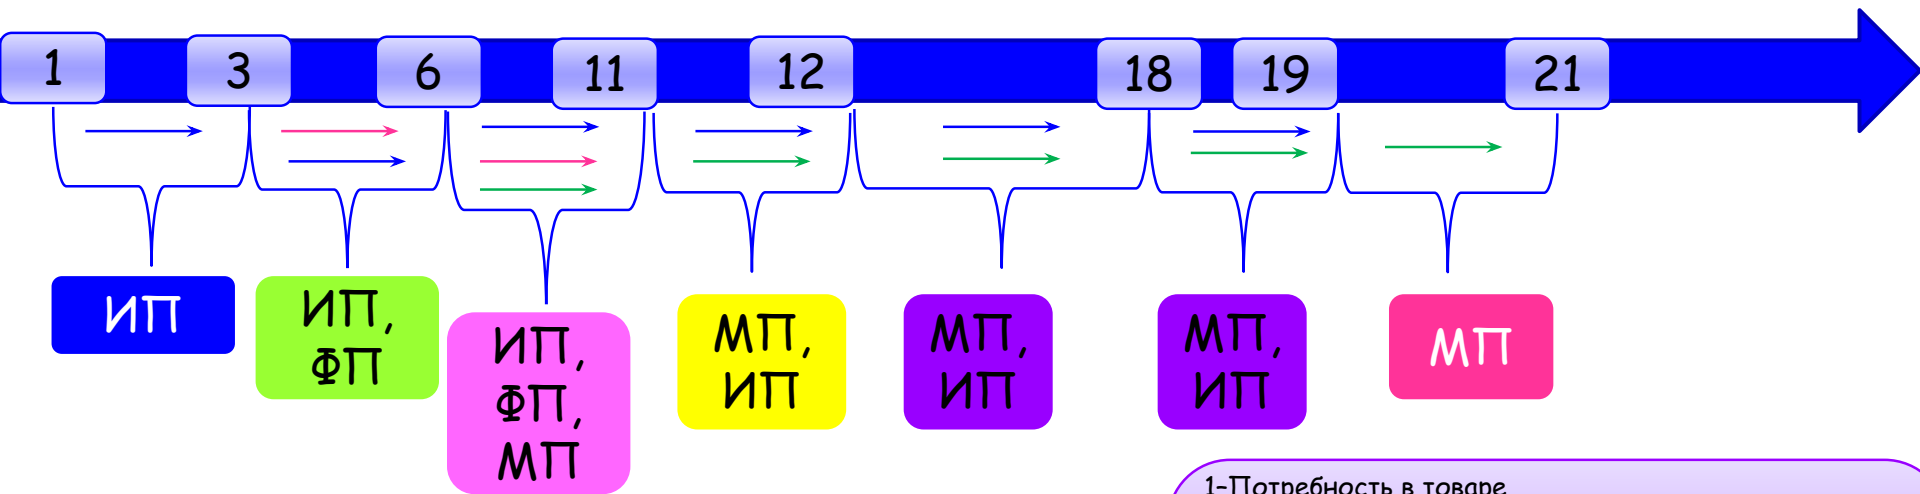 1
3
6
11
12
18
19
21
ИП
ИП,
ФП
ИП,
ФП,
МП
МП,
ИП
МП,
ИП
МП,
ИП
МП
1–Потребность в товаре